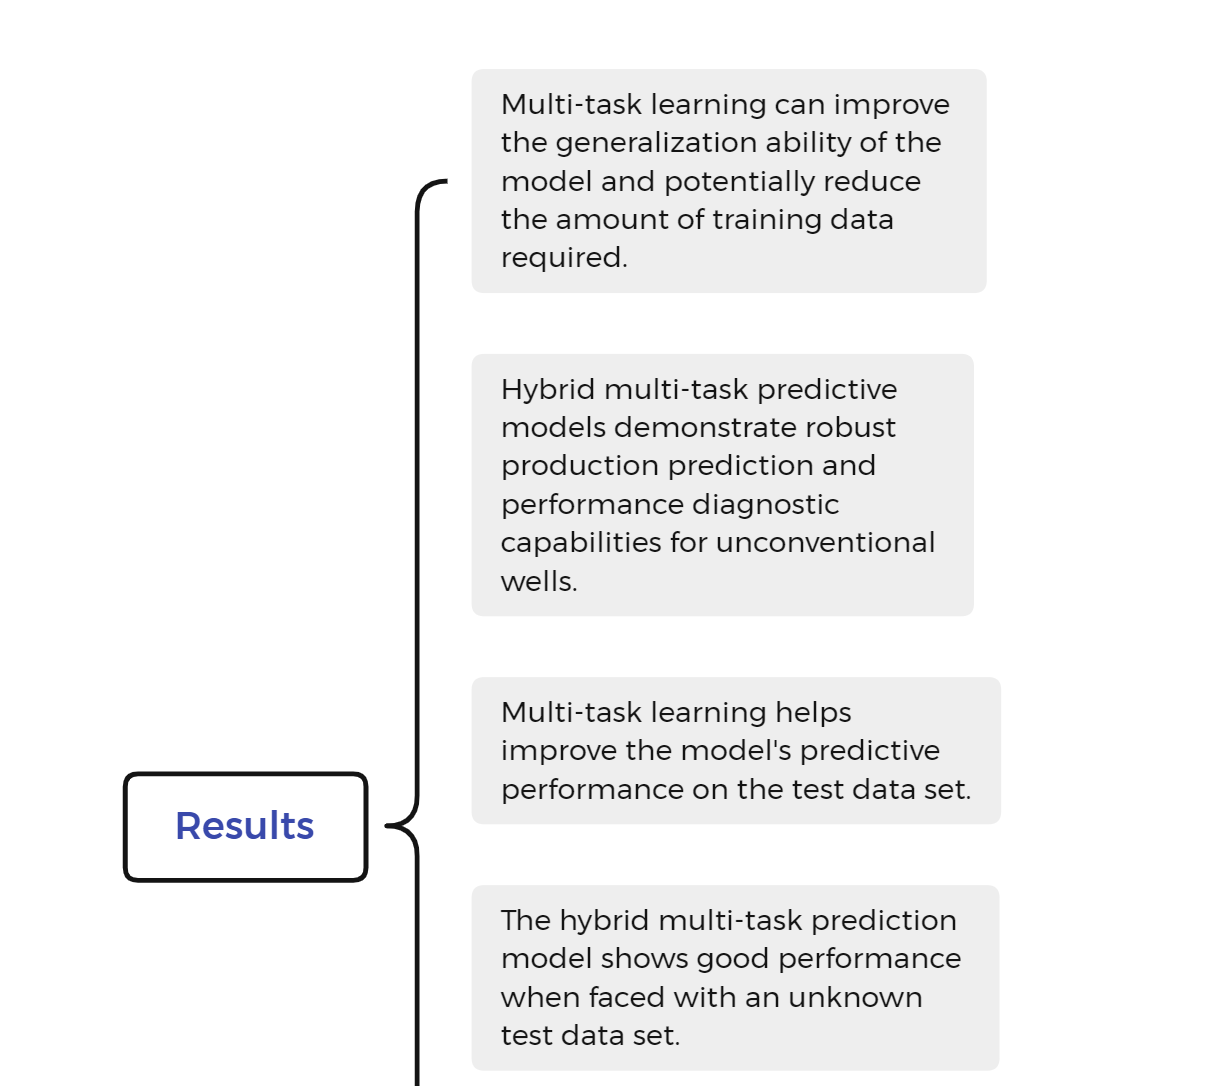 Multi-task learning can improve
the generalization ability of the
model and potentially reduce
the amount of training data
required.
Hybrid multi-task predictive
models demonstrate robust
production prediction and
performance diagnostic
capabilities for unconventional
wells.
Multi-task learning helps
improve the model's predictive
performance on the test data set.
Results
The hybrid multi-task prediction
model shows good performance
when faced with an unknown
test data set.